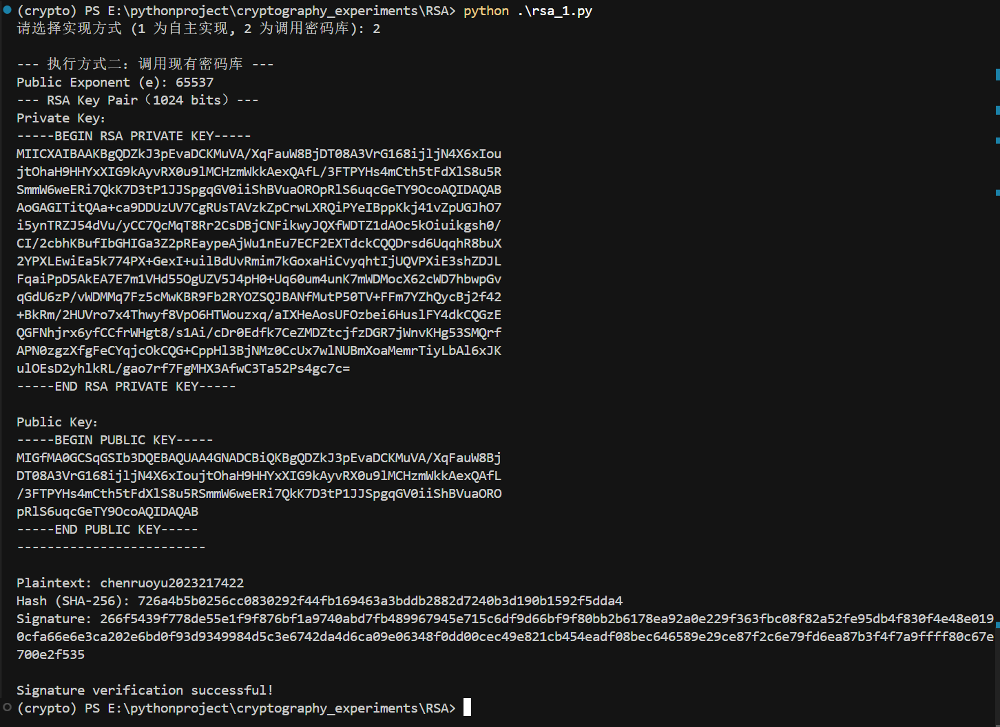 (crypto) PS E:\pythonproject\cryptography_experiments\RSA> python .\rsa_1.py
请选择实现方式 (1 为自主实现, 2 为调用密码库): 2
--- 执行方式二: 调用现有密码库 ---
Public Exponent (e): 65537
--- RSA Key Pair（1024 bits）---
Private Key:
-----BEGIN RSA PRIVATE KEY-----
MIICXAIBAAKBgQDZkJ3pEvaDCKMuVA/XqFauW8BjDT08A3VrG168ijljN4X6xIou
jtOhaH9HHYxXIG9kAyvRX0u9lMCHzmWkkAexQAfL/3FTPYHs4mCth5tFdXlS8u5R
SmmW6weERi7QkK7D3tP1JJSpgqGV0iiShBVuaOROpRlS6uqcGeTY9OcoAQIDAQAB
AoGAGITitQAa+ca9DDUzUV7CgRUsTAVzkZpCrwLXRQiPYeIBppKkj41vZpUGJhO7
i5ynTRZJ54dVu/yCC7QcMqT8Rr2CsDBjCNFikwyJQXfWDTZ1dAOc5kOiuikgsh0/
CI/2cbhKBufIbGHIGa3Z2pREaypeAjWu1nEu7ECF2EXTdckCQQDrsd6UqqhR8buX
2YPXLEwiEa5k774PX+GexI+uilBdUvRmim7kGoxaHiCvyqhtIjUQVPXiE3shZDJL
FqaiPpD5AkEA7E7m1VHd55OgUZV5J4pH0+Uq60um4unK7mWDMocX62cWD7hbwpGv
qGdU6zP/vWDMMq7Fz5cMwKBR9Fb2RYOZSQJBANfMutP50TV+FFm7YZhQycBj2f42
+BkRm/2HUVro7x4Thwyf8VpO6HTWouzxq/aIXHeAosUFOzbei6HuslFY4dkCQGzE
QGFNhjrx6yfCCfrWHgt8/s1Ai/cDr0Edfk7CeZMDZtcjfzDGR7jWnvKHg53SMQrf
APN0zgzXfgFeCYqjcOkCQG+CppHl3BjNMz0CcUx7wlNUBmXoaMemrTiyLbAl6xJK
ulOEsD2yhlkRL/gao7rf7FgMHX3AfwC3Ta52Ps4gc7c=
-----END RSA PRIVATE KEY-----
Public Key:
-----BEGIN PUBLIC KEY-----
MIGfMA0GCSqGSIb3DQEBAQUAA4GNADCBiQKBgQDZkJ3pEvaDCKMuVA/XqFauW8Bj
DT08A3VrG168ijljN4X6xIoujtOhaH9HHYxXIG9kAyvRX0u9lMCHzmWkkAexQAfL
/3FTPYHs4mCth5tFdXlS8u5RSmmW6weERi7QkK7D3tP1JJSpgqGV0iiShBVuaORO
pRlS6uqcGeTY9OcoAQIDAQAB
-----END PUBLIC KEY-----
-------------------------
Plaintext: chenruoyu2023217422
Hash (SHA-256): 726a4b5b0256cc0830292f44fb169463a3bddb2882d7240b3d190b1592f5dda4
Signature: 266f5439f778de55e1f9f876bf1a9740abd7fb489967945e715c6df9d66bf9f80bb2b6178ea92a0e229f363fbc08f82a52fe95db4f830f4e48e019
0cfa66e6e3ca202e6bd0f93d9349984d5c3e6742da4d6ca09e06348f0dd00cec49e821cb454eadf08bec646589e29ce87f2c6e79fd6ea87b3f4f7a9ffff80c67e
700e2f535
Signature verification successful!
(crypto) PS E:\pythonproject\cryptography_experiments\RSA>